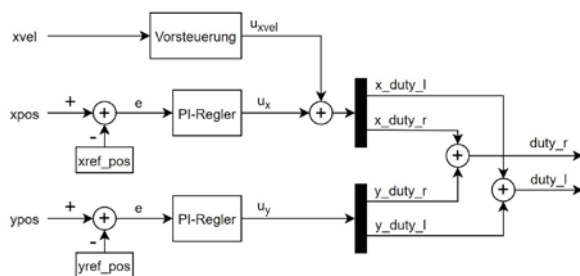 xvel
Vorsteuerung
u_xvel
xpos
+
-
+
e
PI-Regler
u_x
+
xref_pos
x_duty_l
x_duty_r
+
duty_r
+
duty_l
ypos
+
-
+
e
PI-Regler
u_y
yref_pos
y_duty_r
y_duty_l